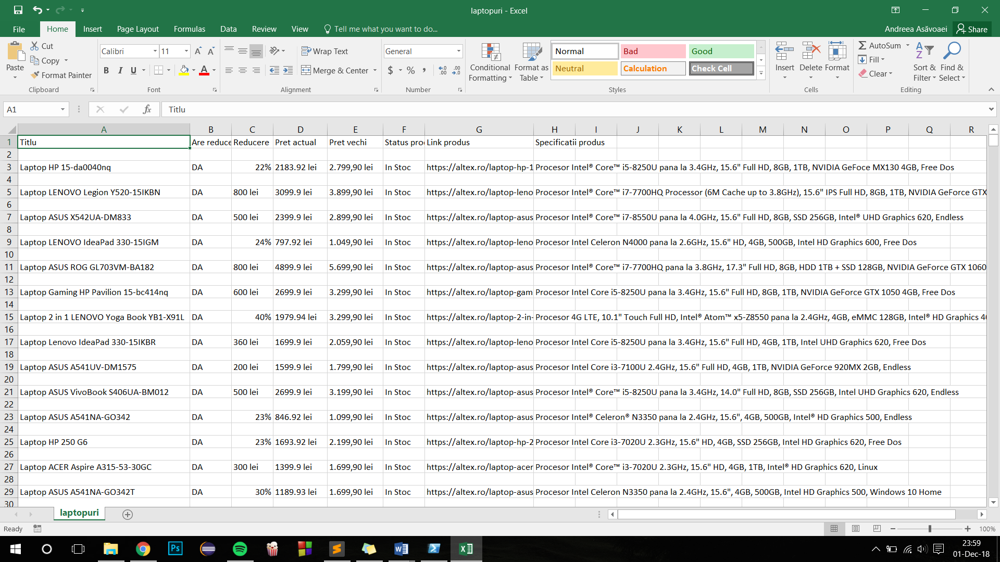 laptopuri - Excel
File Home Insert Page Layout Formulas Data Review View Tell me what you want to do... Andreea Asăvoaei Share
Paste Cut Copy Format Painter Clipboard
Calibri 11 B I U Font
Wrap Text Merge & Center Alignment
General $ % , Number
Conditional Formatting Format as Table
Normal Bad Good
Neutral Calculation Check Cell
Styles
Insert Delete Format Cells
AutoSum Fill Clear Sort & Filter Find & Select Editing
A1 fx Titlu
A B C D E F G H I J K L M N O P Q R
1 Titlu Are reduce Reducere Pret actual Pret vechi Status pro Link produs Specificatii produs
2
3 Laptop HP 15-da0040nq DA 22% 2183.92 lei 2.799,90 lei In Stoc https://altex.ro/laptop-hp-1 Procesor Intel® Core™ i5-8250U pana la 3.4GHz, 15.6" Full HD, 8GB, 1TB, NVIDIA GeFoce MX130 4GB, Free Dos
4
5 Laptop LENOVO Legion Y520-15IKBN DA 800 lei 3099.9 lei 3.899,90 lei In Stoc https://altex.ro/laptop-leno Procesor Intel® Core™ i7-7700HQ Processor (6M Cache up to 3.8GHz), 15.6" IPS Full HD, 8GB, 1TB, NVIDIA GeForce GTX
6
7 Laptop ASUS X542UA-DM833 DA 500 lei 2399.9 lei 2.899,90 lei In Stoc https://altex.ro/laptop-asus Procesor Intel® Core™ i7-8550U pana la 4.0GHz, 15.6" Full HD, 8GB, SSD 256GB, Intel® UHD Graphics 620, Endless
8
9 Laptop LENOVO IdeaPad 330-15IGM DA 24% 797.92 lei 1.049,90 lei In Stoc https://altex.ro/laptop-leno Procesor Intel Celeron N4000 pana la 2.6GHz, 15.6" HD, 4GB, 500GB, Intel HD Graphics 600, Free Dos
10
11 Laptop ASUS ROG GL703VM-BA182 DA 800 lei 4899.9 lei 5.699,90 lei In Stoc https://altex.ro/laptop-asus Procesor Intel® Core™ i7-7700HQ pana la 3.8GHz, 17.3" Full HD, 8GB, HDD 1TB + SSD 128GB, NVIDIA GeForce GTX 1060
12
13 Laptop Gaming HP Pavilion 15-bc414nq DA 600 lei 2699.9 lei 3.299,90 lei In Stoc https://altex.ro/laptop-gam Procesor Intel Core i5-8250U pana la 3.4GHz, 15.6" Full HD, 8GB, 1TB, NVIDIA GeForce GTX 1050 4GB, Free Dos
14
15 Laptop 2 in 1 LENOVO Yoga Book YB1-X91L DA 40% 1979.94 lei 3.299,90 lei In Stoc https://altex.ro/laptop-2-in- Procesor 4G LTE, 10.1" Touch Full HD, Intel® Atom™ x5-Z8550 pana la 2.4GHz, 4GB, eMMC 128GB, Intel® HD Graphics 4
16
17 Laptop Lenovo IdeaPad 330-15IKBR DA 360 lei 1699.9 lei 2.059,90 lei In Stoc https://altex.ro/laptop-leno Procesor Intel Core i5-8250U pana la 3.4GHz, 15.6" Full HD, 4GB, 1TB, Intel UHD Graphics 620, Free Dos
18
19 Laptop ASUS A541UV-DM1575 DA 200 lei 1599.9 lei 1.799,90 lei In Stoc https://altex.ro/laptop-asus Procesor Intel Core i3-7100U 2.4GHz, 15.6" Full HD, 4GB, 1TB, NVIDIA GeForce 920MX 2GB, Endless
20
21 Laptop ASUS VivoBook S406UA-BM012 DA 500 lei 2699.9 lei 3.199,90 lei In Stoc https://altex.ro/laptop-asus Procesor Intel® Core™ i5-8250U pana la 3.4GHz, 14.0" Full HD, 8GB, SSD 256GB, Intel UHD Graphics 620, Endless
22
23 Laptop ASUS A541NA-GO342 DA 23% 846.92 lei 1.099,90 lei In Stoc https://altex.ro/laptop-asus Procesor Intel® Celeron® N3350 pana la 2.4GHz, 15.6", 4GB, 500GB, Intel® HD Graphics 500, Endless
24
25 Laptop HP 250 G6 DA 23% 1693.92 lei 2.199,90 lei In Stoc https://altex.ro/laptop-hp-2 Procesor Intel Core i3-7020U 2.3GHz, 15.6" HD, 4GB, SSD 256GB, Intel HD Graphics 620, Free Dos
26
27 Laptop ACER Aspire A315-53-30GC DA 300 lei 1399.9 lei 1.699,90 lei In Stoc https://altex.ro/laptop-acer Procesor Intel® Core™ i3-7020U 2.3GHz, 15.6" HD, 4GB, 1TB, Intel® HD Graphics 620, Linux
28
29 Laptop ASUS A541NA-GO342T DA 30% 1189.93 lei 1.699,90 lei In Stoc https://altex.ro/laptop-asus Procesor Intel Celeron N3350 pana la 2.4GHz, 15.6", 4GB, 500GB, Intel HD Graphics 500, Windows 10 Home
30
laptopuri
Ready 100%
Ps 23:59
01-Dec-18